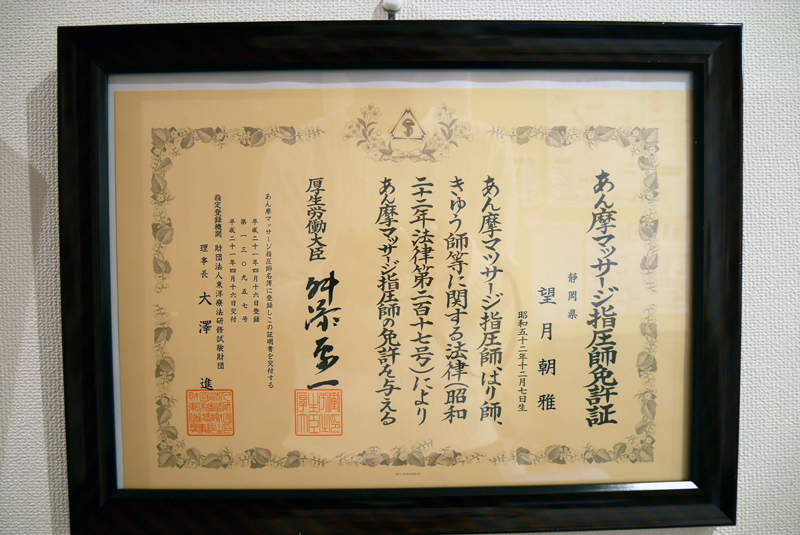 あん摩マッサージ指圧師免許証
静岡県
望月朝雅
昭和五十二年十二月七日生
あん摩マッサージ指圧師、はり師、
きゅう師等に関する法律（昭和
二十二年法律第二百十七号）により
あん摩マッサージ指圧師の免許を与える
厚生労働大臣 舛添要一
あん摩マッサージ指圧師名簿に登録しこの証明書を交付する
平成二十一年四月十六日登録
第一三〇九五七号
平成二十一年四月十六日交付
指定登録機関 財団法人東洋療法研修試験財団
理事長 大澤進